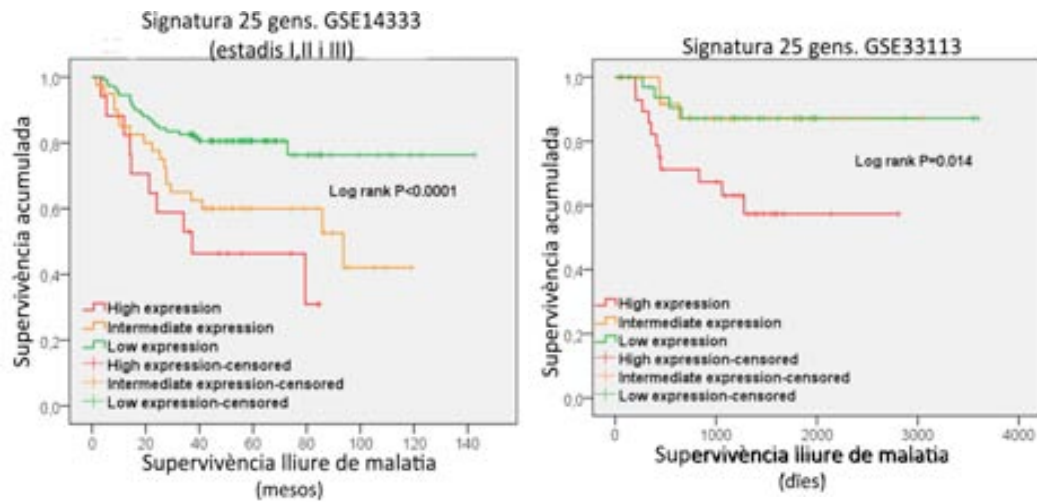 Signatura 25 gens. GSE14333
(estadis I,II i III)
Supervivència acumulada
1,0
0,8
0,6
0,4
0,2
0,0
Log rank P<0.0001
High expression
Intermediate expression
Low expression
High expression-censored
Intermediate expression-censored
Low expression-censored
0 20 40 60 80 100 120 140
Supervivència lliure de malatia
(mesos)
Signatura 25 gens. GSE33113
Supervivència acumulada
1,0
0,8
0,6
0,4
0,2
0,0
Log rank P=0.014
High expression
Intermediate expression
Low expression
High expression-censored
Intermediate expression-censored
Low expression-censored
0 1000 2000 3000 4000
Supervivència lliure de malatia
(dies)